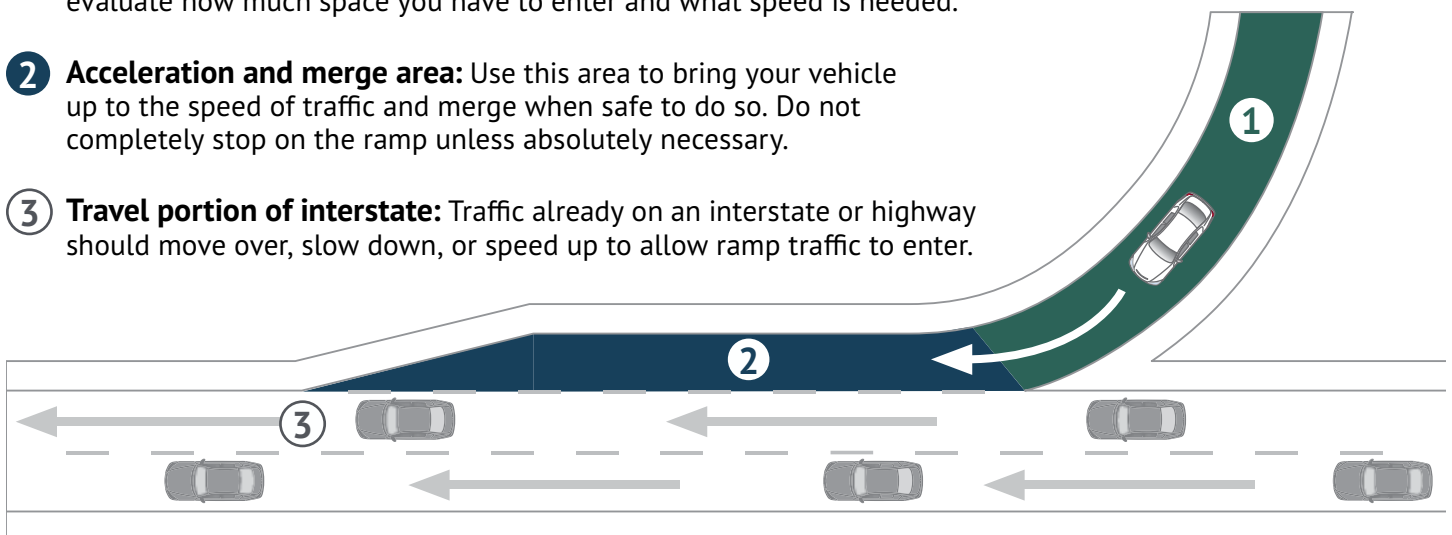 evaluate how much space you have to enter and what speed is needed.
2 Acceleration and merge area: Use this area to bring your vehicle
up to the speed of traffic and merge when safe to do so. Do not
completely stop on the ramp unless absolutely necessary.
3 Travel portion of interstate: Traffic already on an interstate or highway
should move over, slow down, or speed up to allow ramp traffic to enter.
1
2
3